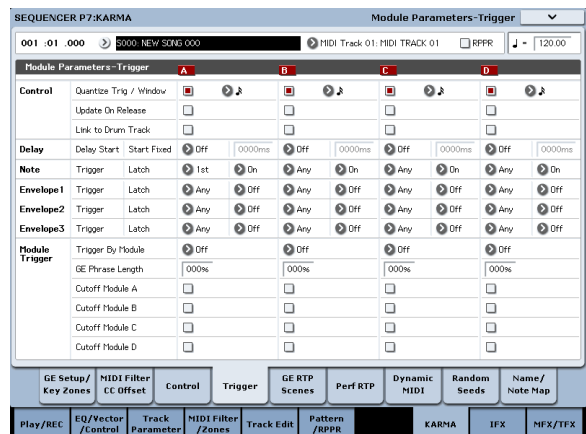 SEQUENCER P7:KARMA Module Parameters-Trigger
001 :01 .000 S000: NEW SONG 000 MIDI Track 01: MIDI TRACK 01 RPPR ♩ = 120.00
Module Parameters-Trigger A B C D
Control Quantize Trig / Window
Update On Release
Link to Drum Track
Delay Delay Start Start Fixed Off 0000ms Off 0000ms Off 0000ms Off 0000ms
Note Trigger Latch 1st On Any On Any On Any On
Envelope1 Trigger Latch Any Off Any Off Any Off Any Off
Envelope2 Trigger Latch Any Off Any Off Any Off Any Off
Envelope3 Trigger Latch Any Off Any Off Any Off Any Off
Module Trigger Trigger By Module Off Off Off Off
GE Phrase Length 000% 000% 000% 000%
Cutoff Module A
Cutoff Module B
Cutoff Module C
Cutoff Module D
GE Setup/ Key Zones MIDI Filter CC Offset Control Trigger GE RTP Scenes Perf RTP Dynamic MIDI Random Seeds Name/ Note Map
Play/REC EQ/Vector /Control Track Parameter MIDI Filter /Zones Track Edit Pattern /RPPR KARMA IFX MFX/TFX